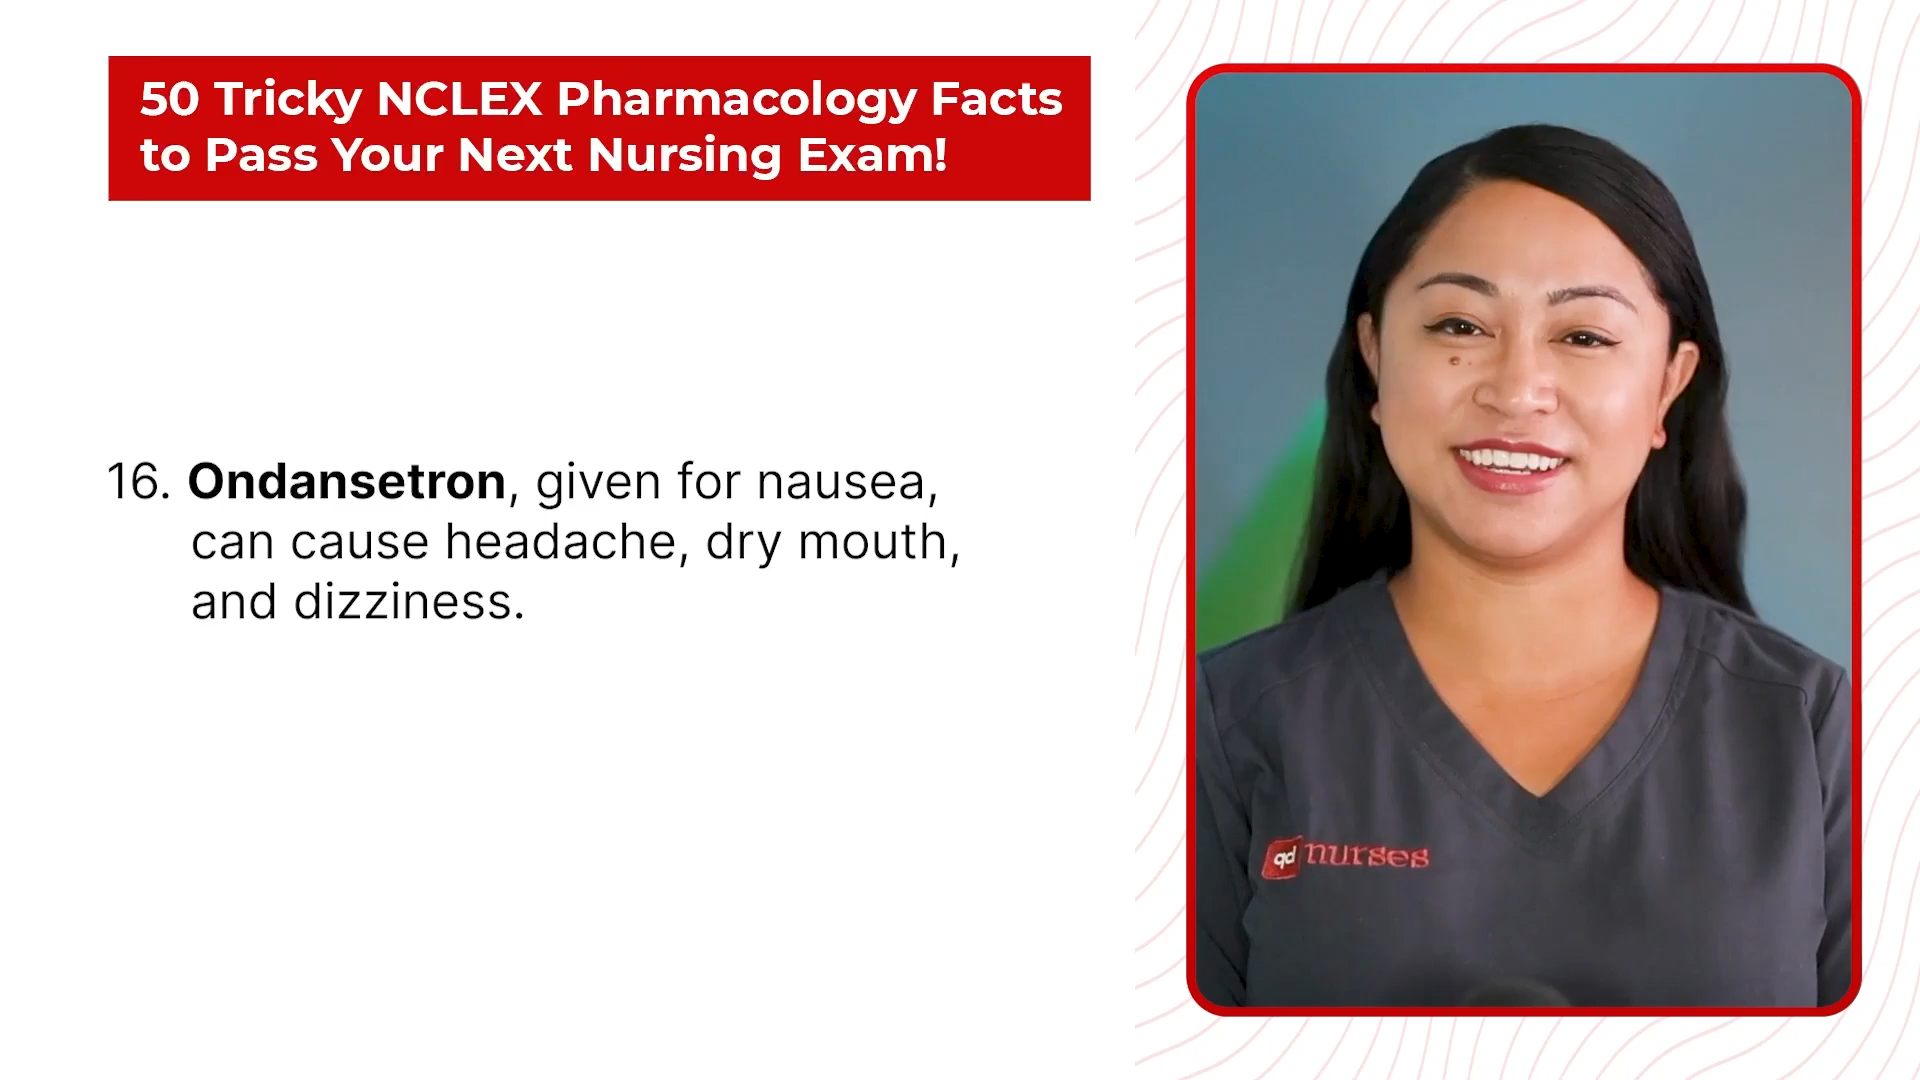 50 Tricky NCLEX Pharmacology Facts
to Pass Your Next Nursing Exam!
16. Ondansetron, given for nausea,
can cause headache, dry mouth,
and dizziness.
qd nurses